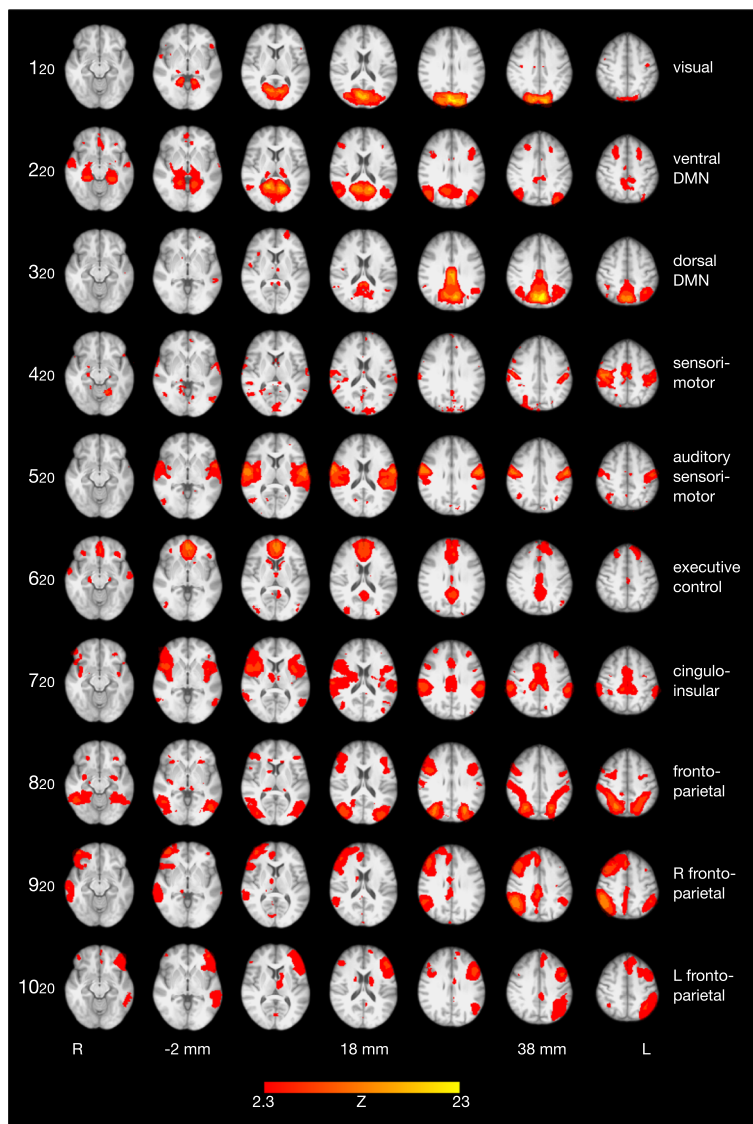 120 visual
220 ventral
DMN
320 dorsal
DMN
420 sensori-
motor
520 auditory
sensori-
motor
620 executive
control
720 cingulo-
insular
820 fronto-
parietal
920 R fronto-
parietal
1020 L fronto-
parietal
R -2 mm 18 mm 38 mm L
2.3 Z 23